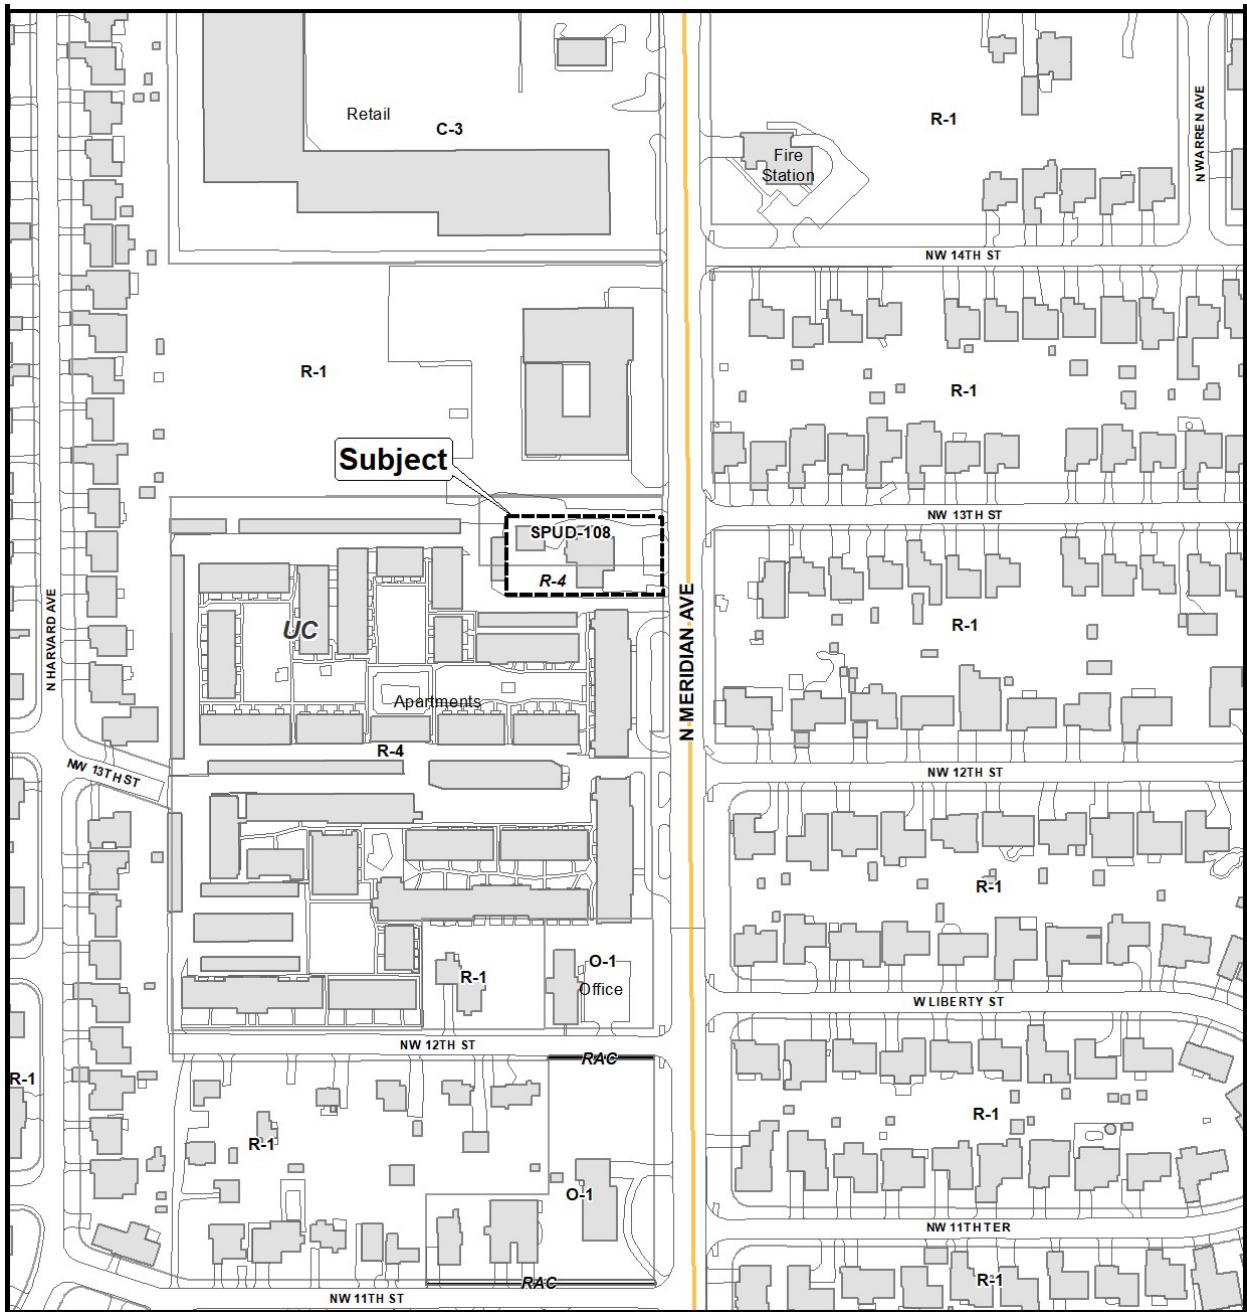 Retail
C-3
R-1
N WARREN AVE
Fire
Station
NW 14TH ST
R-1
R-1
Subject
NW 13TH ST
SPUD-108
R-4
N HARVARD AVE
UC
N MERIDIAN AVE
R-1
Apartments
R-4
NW 13TH ST
NW 12TH ST
R-1
O-1
R-1
Office
W LIBERTY ST
NW 12TH ST
RAC
R-1
R-1
R-1
O-1
NW 11TH TER
RAC
R-1
NW 11TH ST